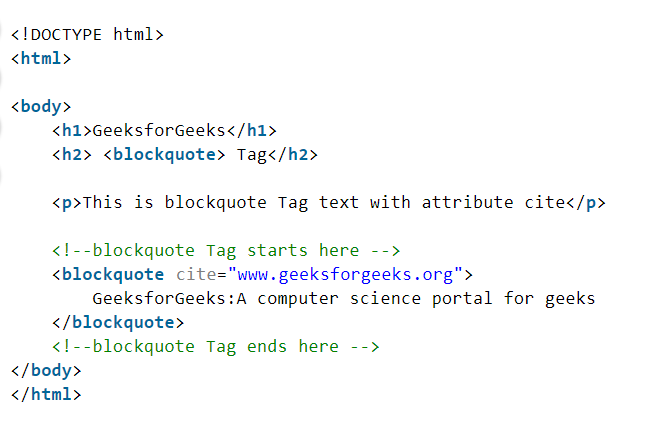 <!DOCTYPE html>
<html>
<body>
<h1>GeeksforGeeks</h1>
<h2> <blockquote> Tag</h2>
<p>This is blockquote Tag text with attribute cite</p>
<!--blockquote Tag starts here -->
<blockquote cite="www.geeksforgeeks.org">
GeeksforGeeks:A computer science portal for geeks
</blockquote>
<!--blockquote Tag ends here -->
</body>
</html>